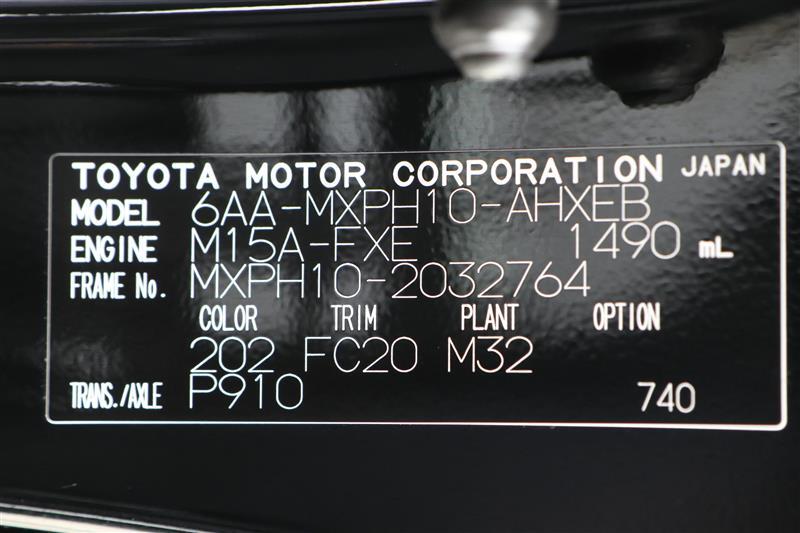 TOYOTA MOTOR CORPORATION JAPAN
MODEL 6AA-MXPH10-AHXEB
ENGINE M15A-FXE 1490 mL
FRAME No. MXPH10-2032764
COLOR TRIM PLANT OPTION
202 FC20 M32
TRANS./AXLE P910 740